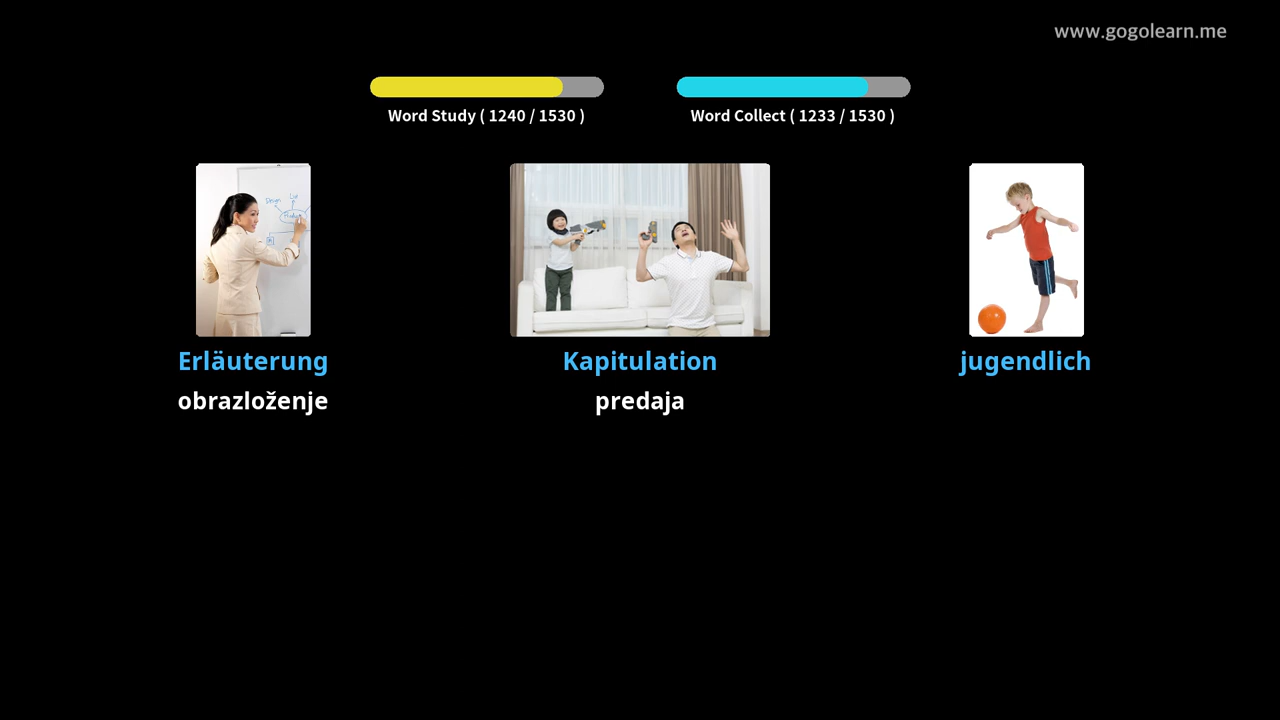 www.gogolearn.me
Word Study ( 1240 / 1530 )
Word Collect ( 1233 / 1530 )
Erläuterung
obrazloženje
Kapitulation
predaja
jugendlich